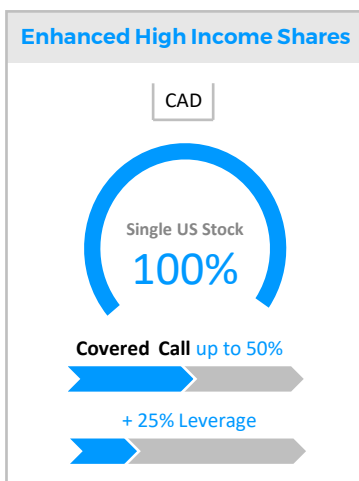 Enhanced High Income Shares
CAD
Single US Stock
100%
Covered Call up to 50%
+ 25% Leverage